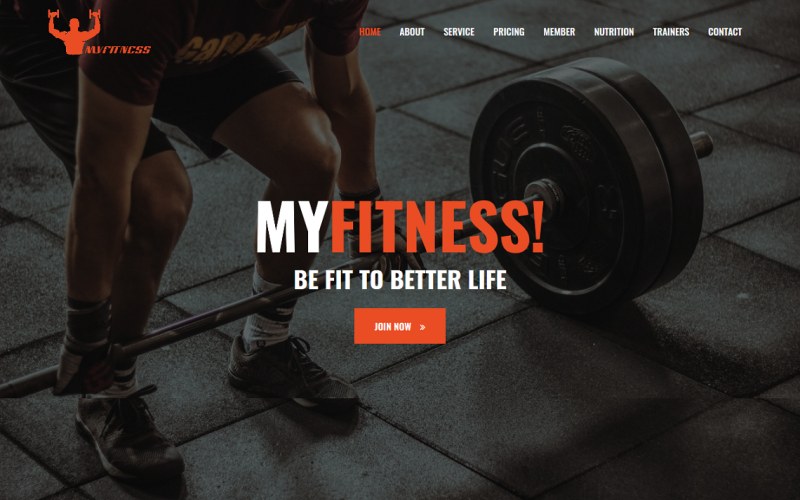 MYFITNESS
HOME ABOUT SERVICE PRICING MEMBER NUTRITION TRAINERS CONTACT
MYFITNESS!
BE FIT TO BETTER LIFE
JOIN NOW »